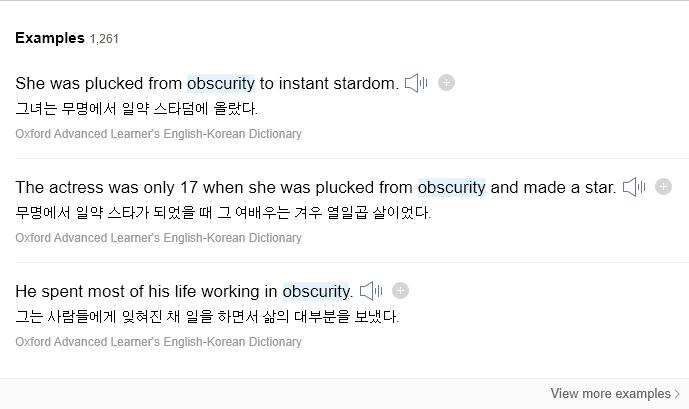 Examples 1,261
She was plucked from obscurity to instant stardom.
그녀는 무명에서 일약 스타덤에 올랐다.
Oxford Advanced Learner's English-Korean Dictionary
The actress was only 17 when she was plucked from obscurity and made a star.
무명에서 일약 스타가 되었을 때 그 여배우는 겨우 열일곱 살이었다.
Oxford Advanced Learner's English-Korean Dictionary
He spent most of his life working in obscurity.
그는 사람들에게 잊혀진 채 일을 하면서 삶의 대부분을 보냈다.
Oxford Advanced Learner's English-Korean Dictionary
View more examples